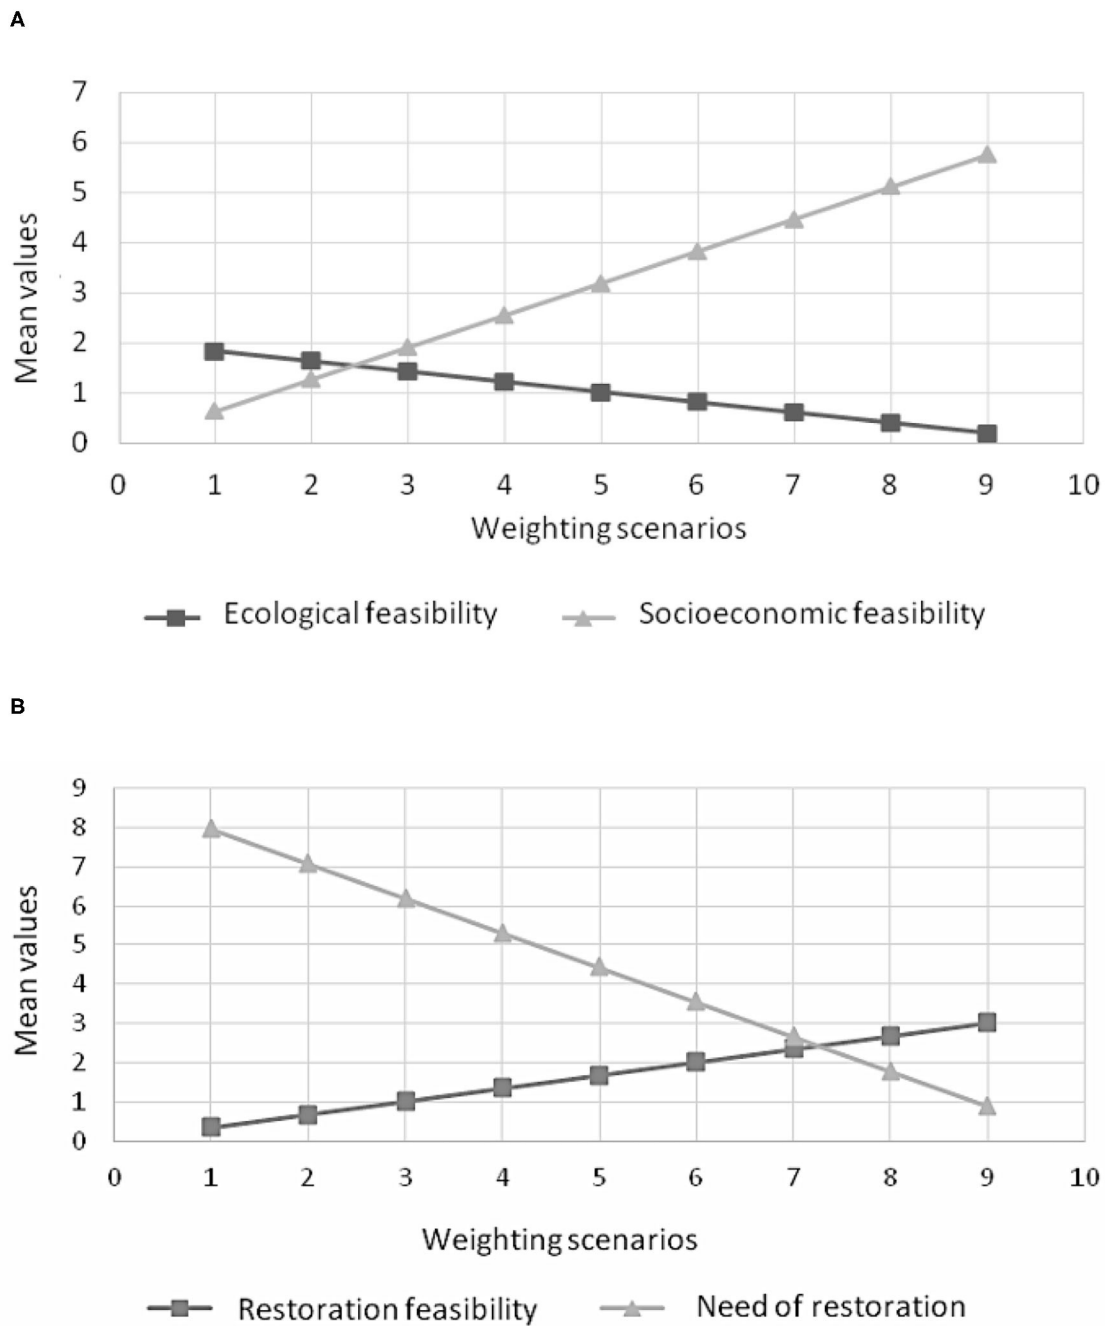 A
7
6
5
4
3
2
1
0
Mean values
0 1 2 3 4 5 6 7 8 9 10
Weighting scenarios
Ecological feasibility Socioeconomic feasibility
B
9
8
7
6
5
4
3
2
1
0
Mean values
0 1 2 3 4 5 6 7 8 9 10
Weighting scenarios
Restoration feasibility Need of restoration